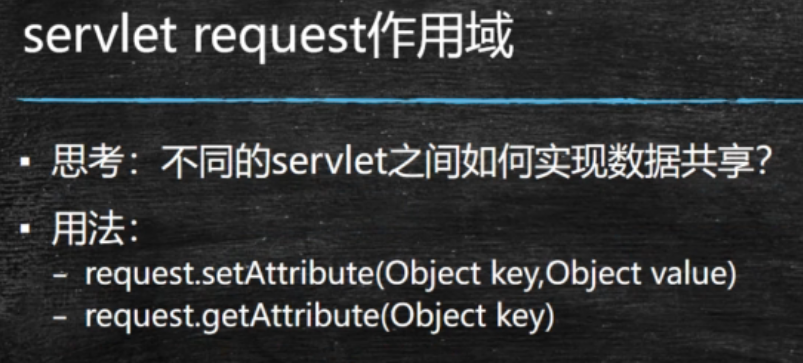 servlet request作用域
▪ 思考：不同的servlet之间如何实现数据共享？
▪ 用法：
– request.setAttribute(Object key,Object value)
– request.getAttribute(Object key)